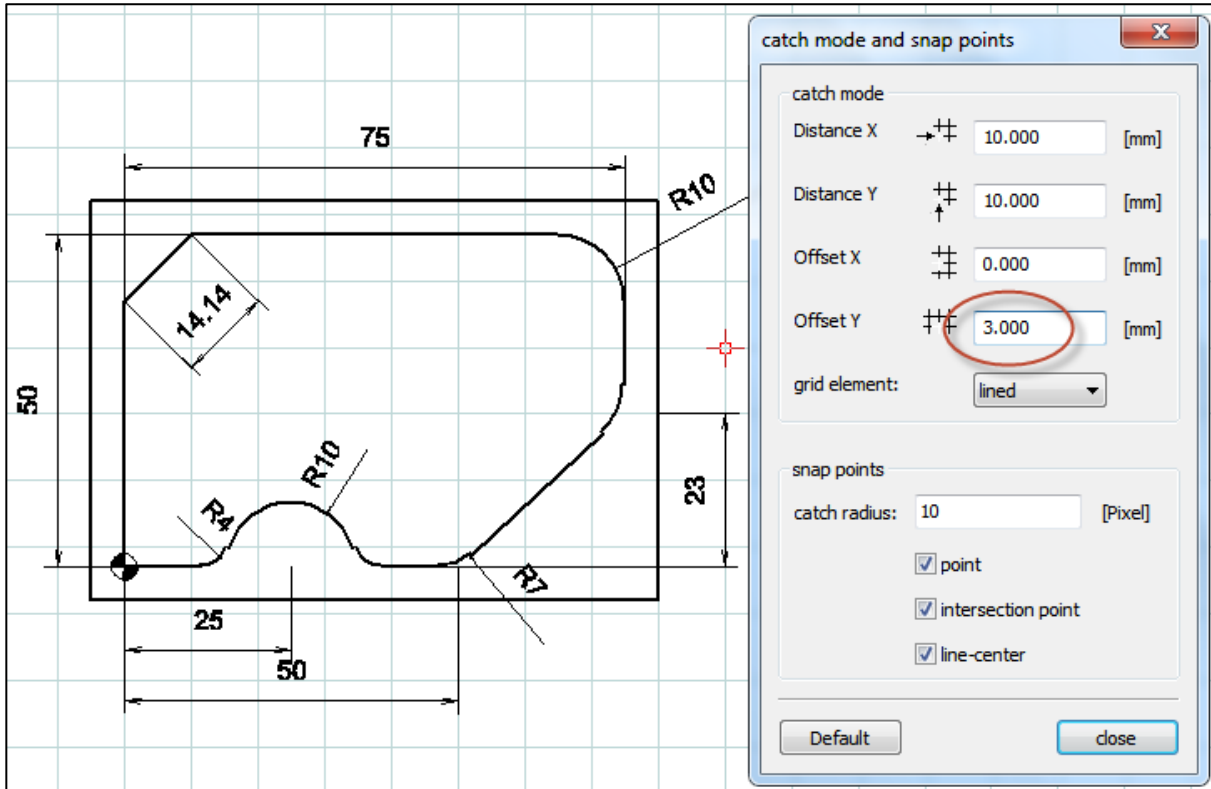 75
R10
14.14
50
R10
R4
23
R7
25
50
catch mode and snap points
X
catch mode
Distance X 10.000 [mm]
Distance Y 10.000 [mm]
Offset X 0.000 [mm]
Offset Y 3.000 [mm]
grid element: lined
snap points
catch radius: 10 [Pixel]
point
intersection point
line-center
Default close